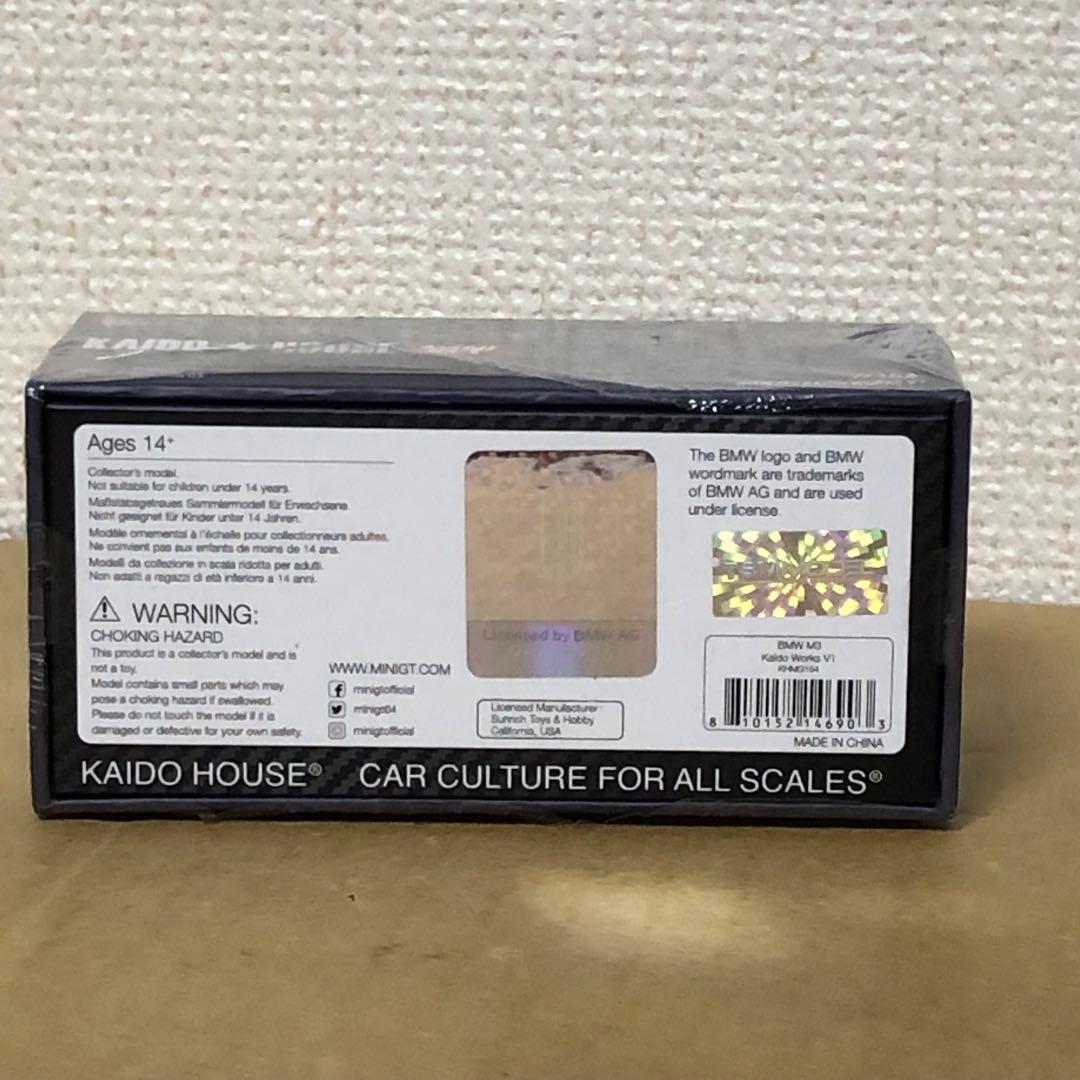 KAIDO HOUSE
Ages 14+
Collector's model.
Not suitable for children under 14 years.
Maßstabsgetreues Sammlermodell für Erwachsene.
Nicht geeignet für Kinder unter 14 Jahren.
Modèle ornemental à l'échelle pour collectionneurs adultes.
Ne convient pas aux enfants de moins de 14 ans.
Modelli da collezione in scala ridotta per adulti.
Non adatti a ragazzi di età inferiore a 14 anni.
WARNING:
CHOKING HAZARD
This product is a collector's model and is
not a toy.
Model contains small parts which may
pose a choking hazard if swallowed.
Please do not touch the model if it is
damaged or defective for your own safety.
WWW.MINIGT.COM
minigtofficial
minigt64
minigtofficial
Licensed by BMW AG
Licensed Manufacturer:
Sunrich Toys & Hobby
California, USA
The BMW logo and BMW
wordmark are trademarks
of BMW AG and are used
under license.
BMW M3
Kaido Works V1
KHMG164
8 10152 14690 3
MADE IN CHINA
KAIDO HOUSE® CAR CULTURE FOR ALL SCALES®